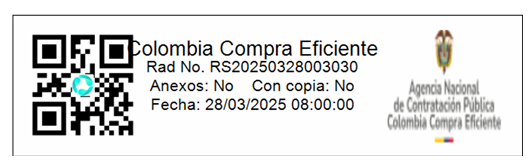 Colombia Compra Eficiente
Rad No. RS20250328003030
Anexos: No Con copia: No
Fecha: 28/03/2025 08:00:00
Agencia Nacional
de Contratación Pública
Colombia Compra Eficiente